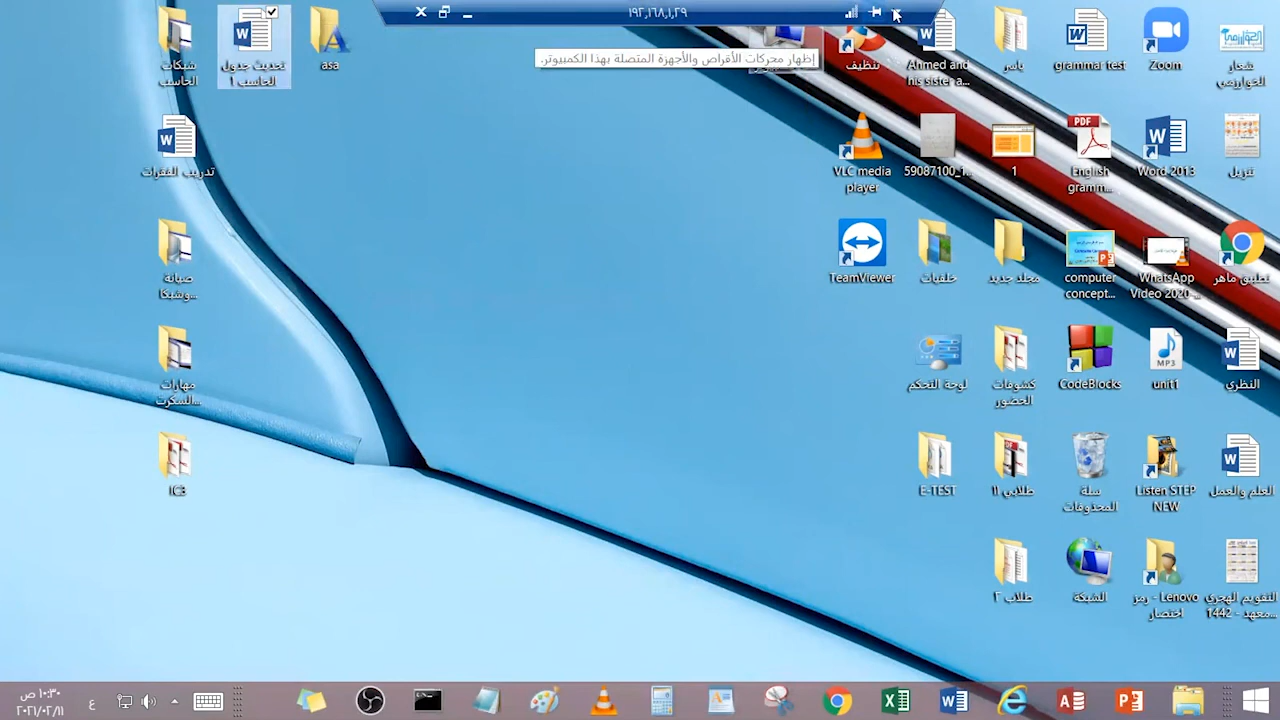 ١٩٢,١٦٨,١,٢٩
إظهار محركات الأقراص والأجهزة المتصلة بهذا الكمبيوتر.
شعار
الخوارزمي
Zoom
grammar test
ياسر
Ahmed and
his sister a...
تنظيف
asa
تحديث جدول
الحاسب ١
شبكات
الحاسب
تنزيل
Word 2013
English
gramm...
1
59087100_1...
VLC media
player
تدريب الفقرات
تطبيق ماهر
WhatsApp
Video 2020-...
computer
concept...
مجلد جديد
خلفيات
TeamViewer
صيانة
وشبكا...
النظري
unit1
CodeBlocks
كشوفات
الحضور
لوحة التحكم
مهارات
السكرت...
العلم والعمل
Listen STEP
NEW
سلة
المحذوفات
طلابي ١١
E-TEST
IC3
التقويم الهجري
1442 - معهد...
Lenovo - رمز
اختصار
الشبكة
طلاب ٢
PDF
MP3
ع
١٠:٣٠ ص
٢٠٢١/٠٢/١١